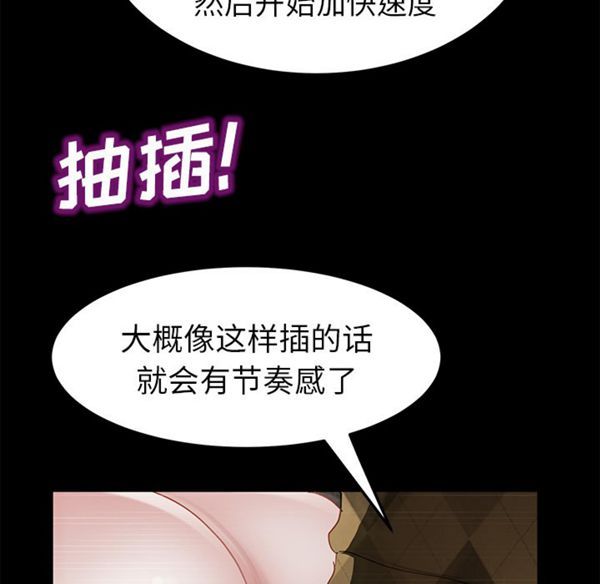 然后开始加快速度
抽插!
大概像这样插的话
就会有节奏感了